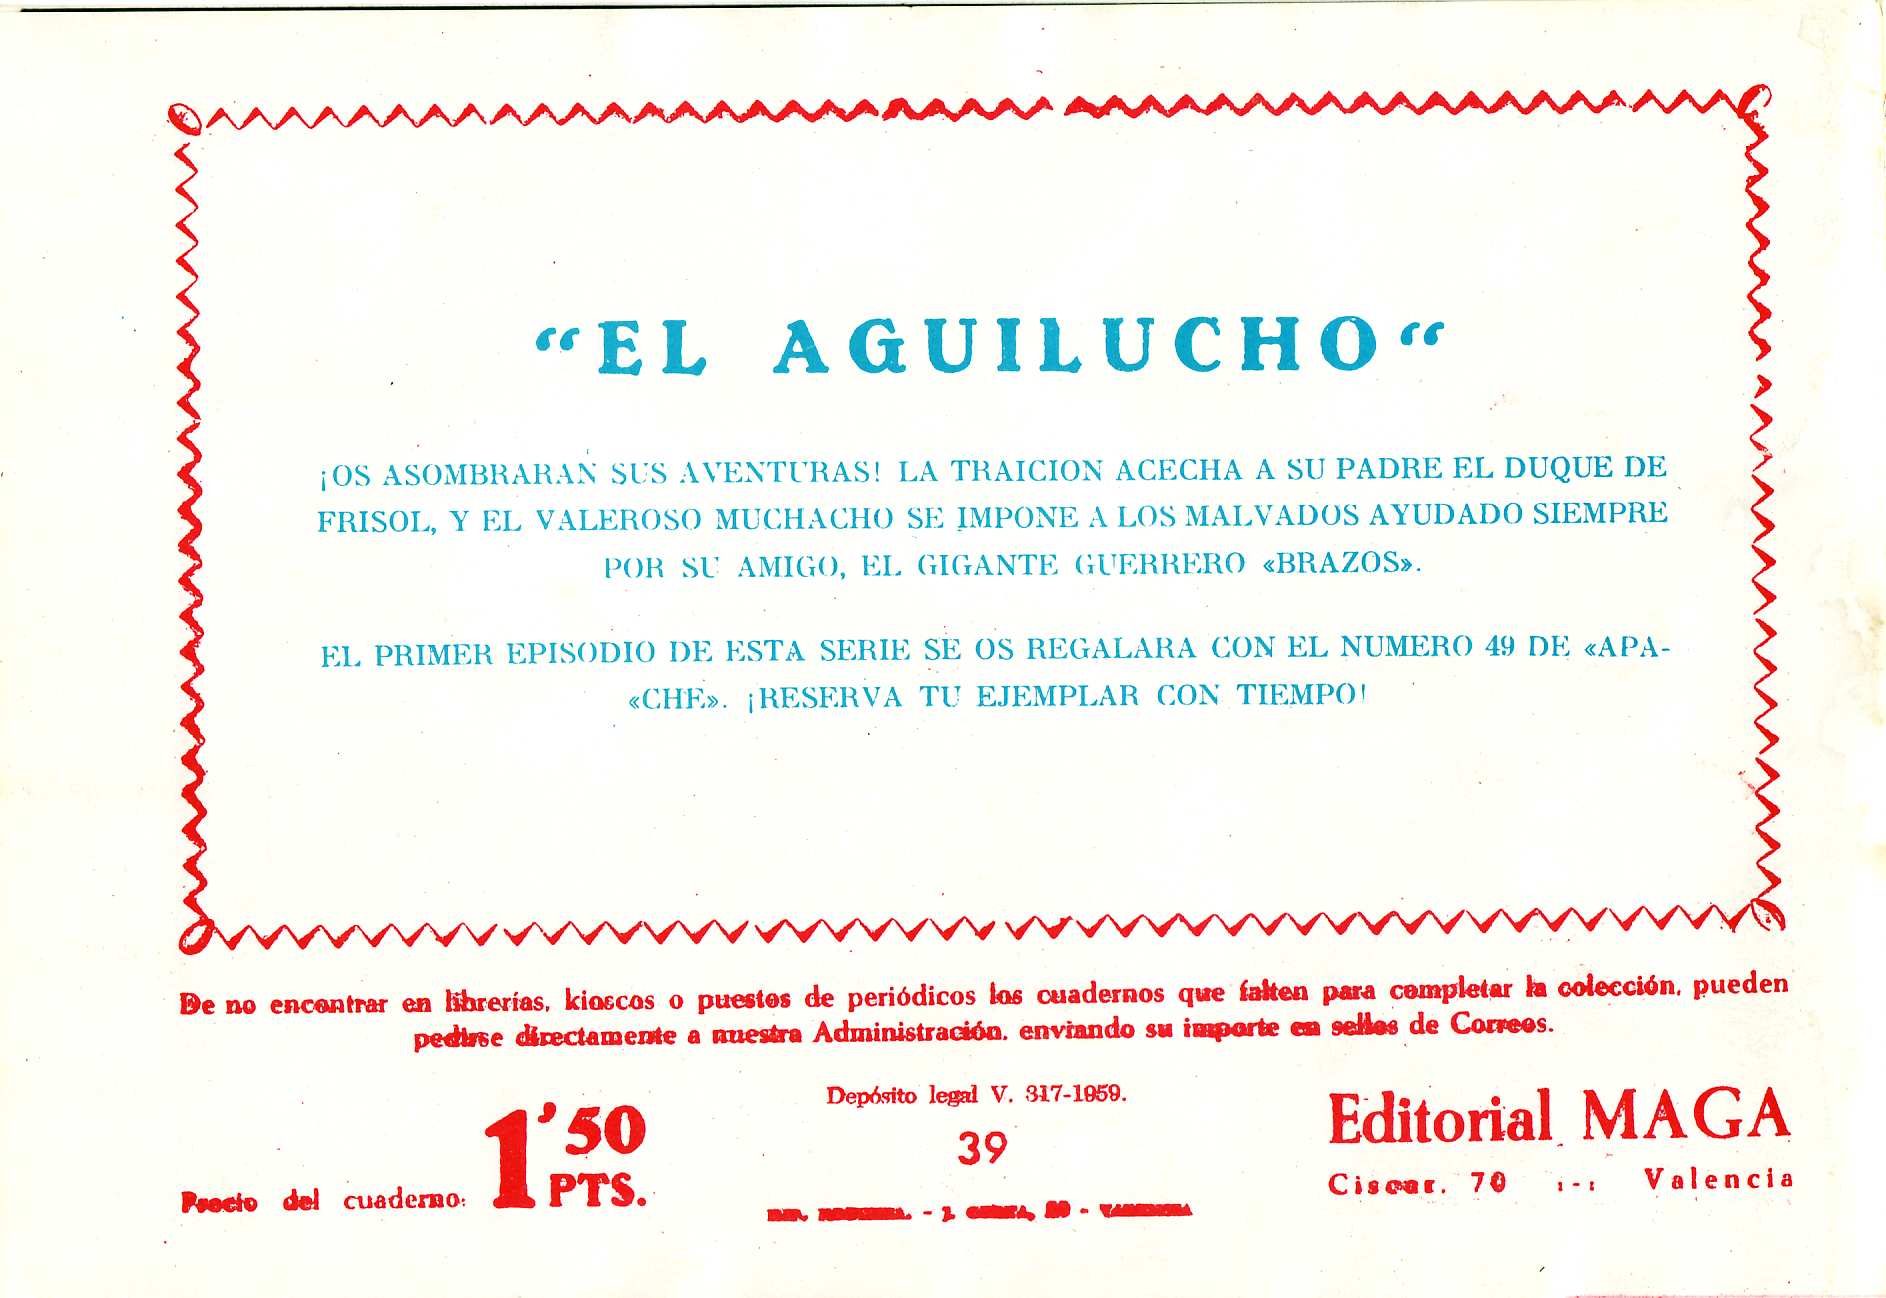 “EL AGUILUCHO“
¡OS ASOMBRARAN SUS AVENTURAS! LA TRAICION ACECHA A SU PADRE EL DUQUE DE
FRISOL, Y EL VALEROSO MUCHACHO SE IMPONE A LOS MALVADOS AYUDADO SIEMPRE
POR SU AMIGO, EL GIGANTE GUERRERO «BRAZOS».
EL PRIMER EPISODIO DE ESTA SERIE SE OS REGALARA CON EL NUMERO 49 DE «APA-
«CHE». ¡RESERVA TU EJEMPLAR CON TIEMPO!
De no encontrar en librerías, kioscos o puestos de periódicos los cuadernos que falten para completar la colección, pueden
pedirse directamente a nuestra Administración, enviando su importe en sellos de Correos.
Precio del cuaderno: 1’50 PTS.
Depósito legal V. 317-1959.
39
IMP. - J. - VALENCIA
Editorial MAGA
Ciscar, 70 :-: Valencia